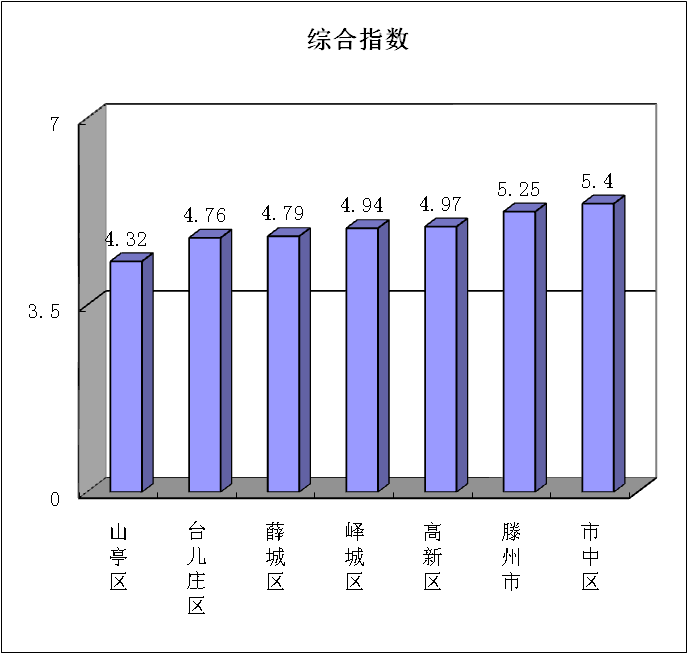 综合指数
7
3.5
0
4.32
4.76
4.79
4.94
4.97
5.25
5.4
山亭区
台儿庄区
薛城区
峄城区
高新区
滕州市
市中区